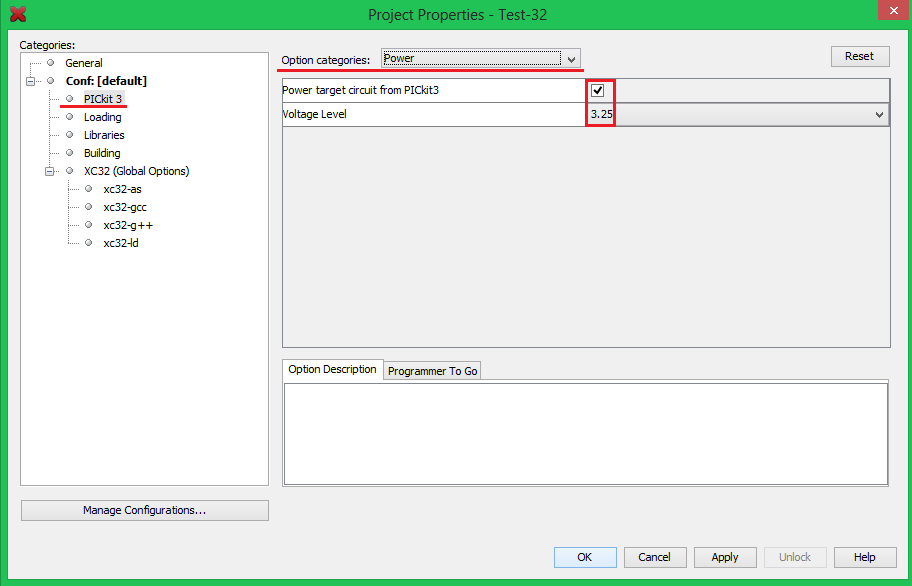 Project Properties - Test-32
Categories:
General
Conf: [default]
PICkit 3
Loading
Libraries
Building
XC32 (Global Options)
xc32-as
xc32-gcc
xc32-g++
xc32-ld
Manage Configurations...
Option categories: Power
Reset
Power target circuit from PICkit3
Voltage Level 3.25
Option Description Programmer To Go
OK Cancel Apply Unlock Help